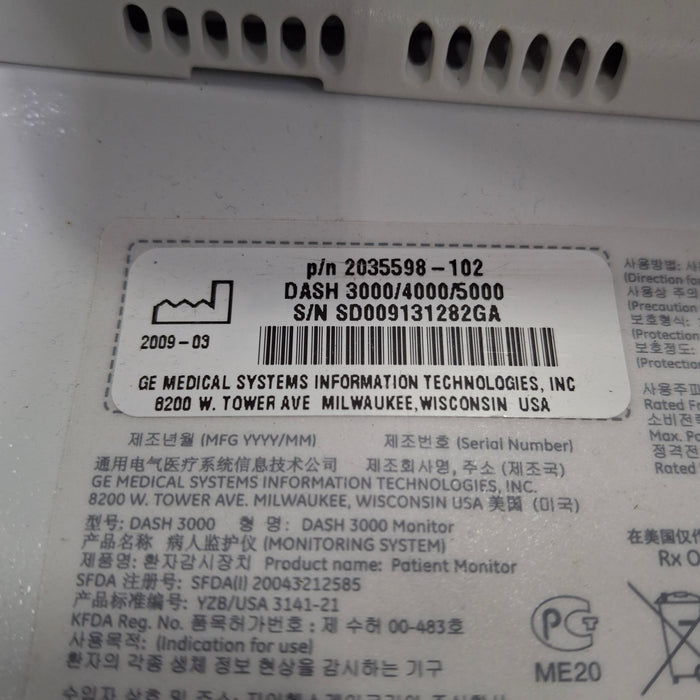 p/n 2035598-102
DASH 3000/4000/5000
S/N SD009131282GA
2009-03
GE MEDICAL SYSTEMS INFORMATION TECHNOLOGIES, INC
8200 W. TOWER AVE MILWAUKEE, WISCONSIN USA
제조년월 (MFG YYYY/MM) 제조번호 (Serial Number)
通用电气医疗系统信息技术公司 제조회사명, 주소 (제조국)
GE MEDICAL SYSTEMS INFORMATION TECHNOLOGIES, INC.
8200 W. TOWER AVE. MILWAUKEE, WISCONSIN USA 美国 (미국)
型号: DASH 3000 형 명: DASH 3000 Monitor
产品名称 病人监护仪 (MONITORING SYSTEM)
제품명: 환자감시장치 Product name: Patient Monitor
SFDA 注册号: SFDA(I) 20043212585
产品标准编号: YZB/USA 3141-21
KFDA Reg. No. 품목허가번호 : 제 수허 00-483호
사용목적: (Indication for use)
환자의 각종 생체 정보 현상을 감시하는 기구
사용방법:
(Direction for
사용상 주의
(Precaution
보호형식:
(Protection
보호정도:
(Protection
사용주파
Rated Fr
소비전력
Max. Po
정격전
Rated
在美国仅作
Rx O
PCT
ME20